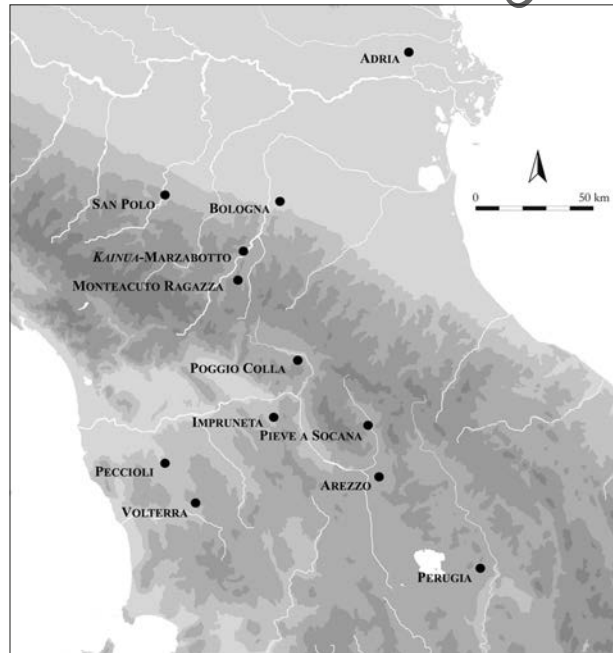 ADRIA
SAN POLO
BOLOGNA
0 50 km
KAINUA-MARZABOTTO
MONTEACUTO RAGAZZA
POGGIO COLLA
IMPRUNETA
PIEVE A SOCANA
PECCIOLI
AREZZO
VOLTERRA
PERUGIA